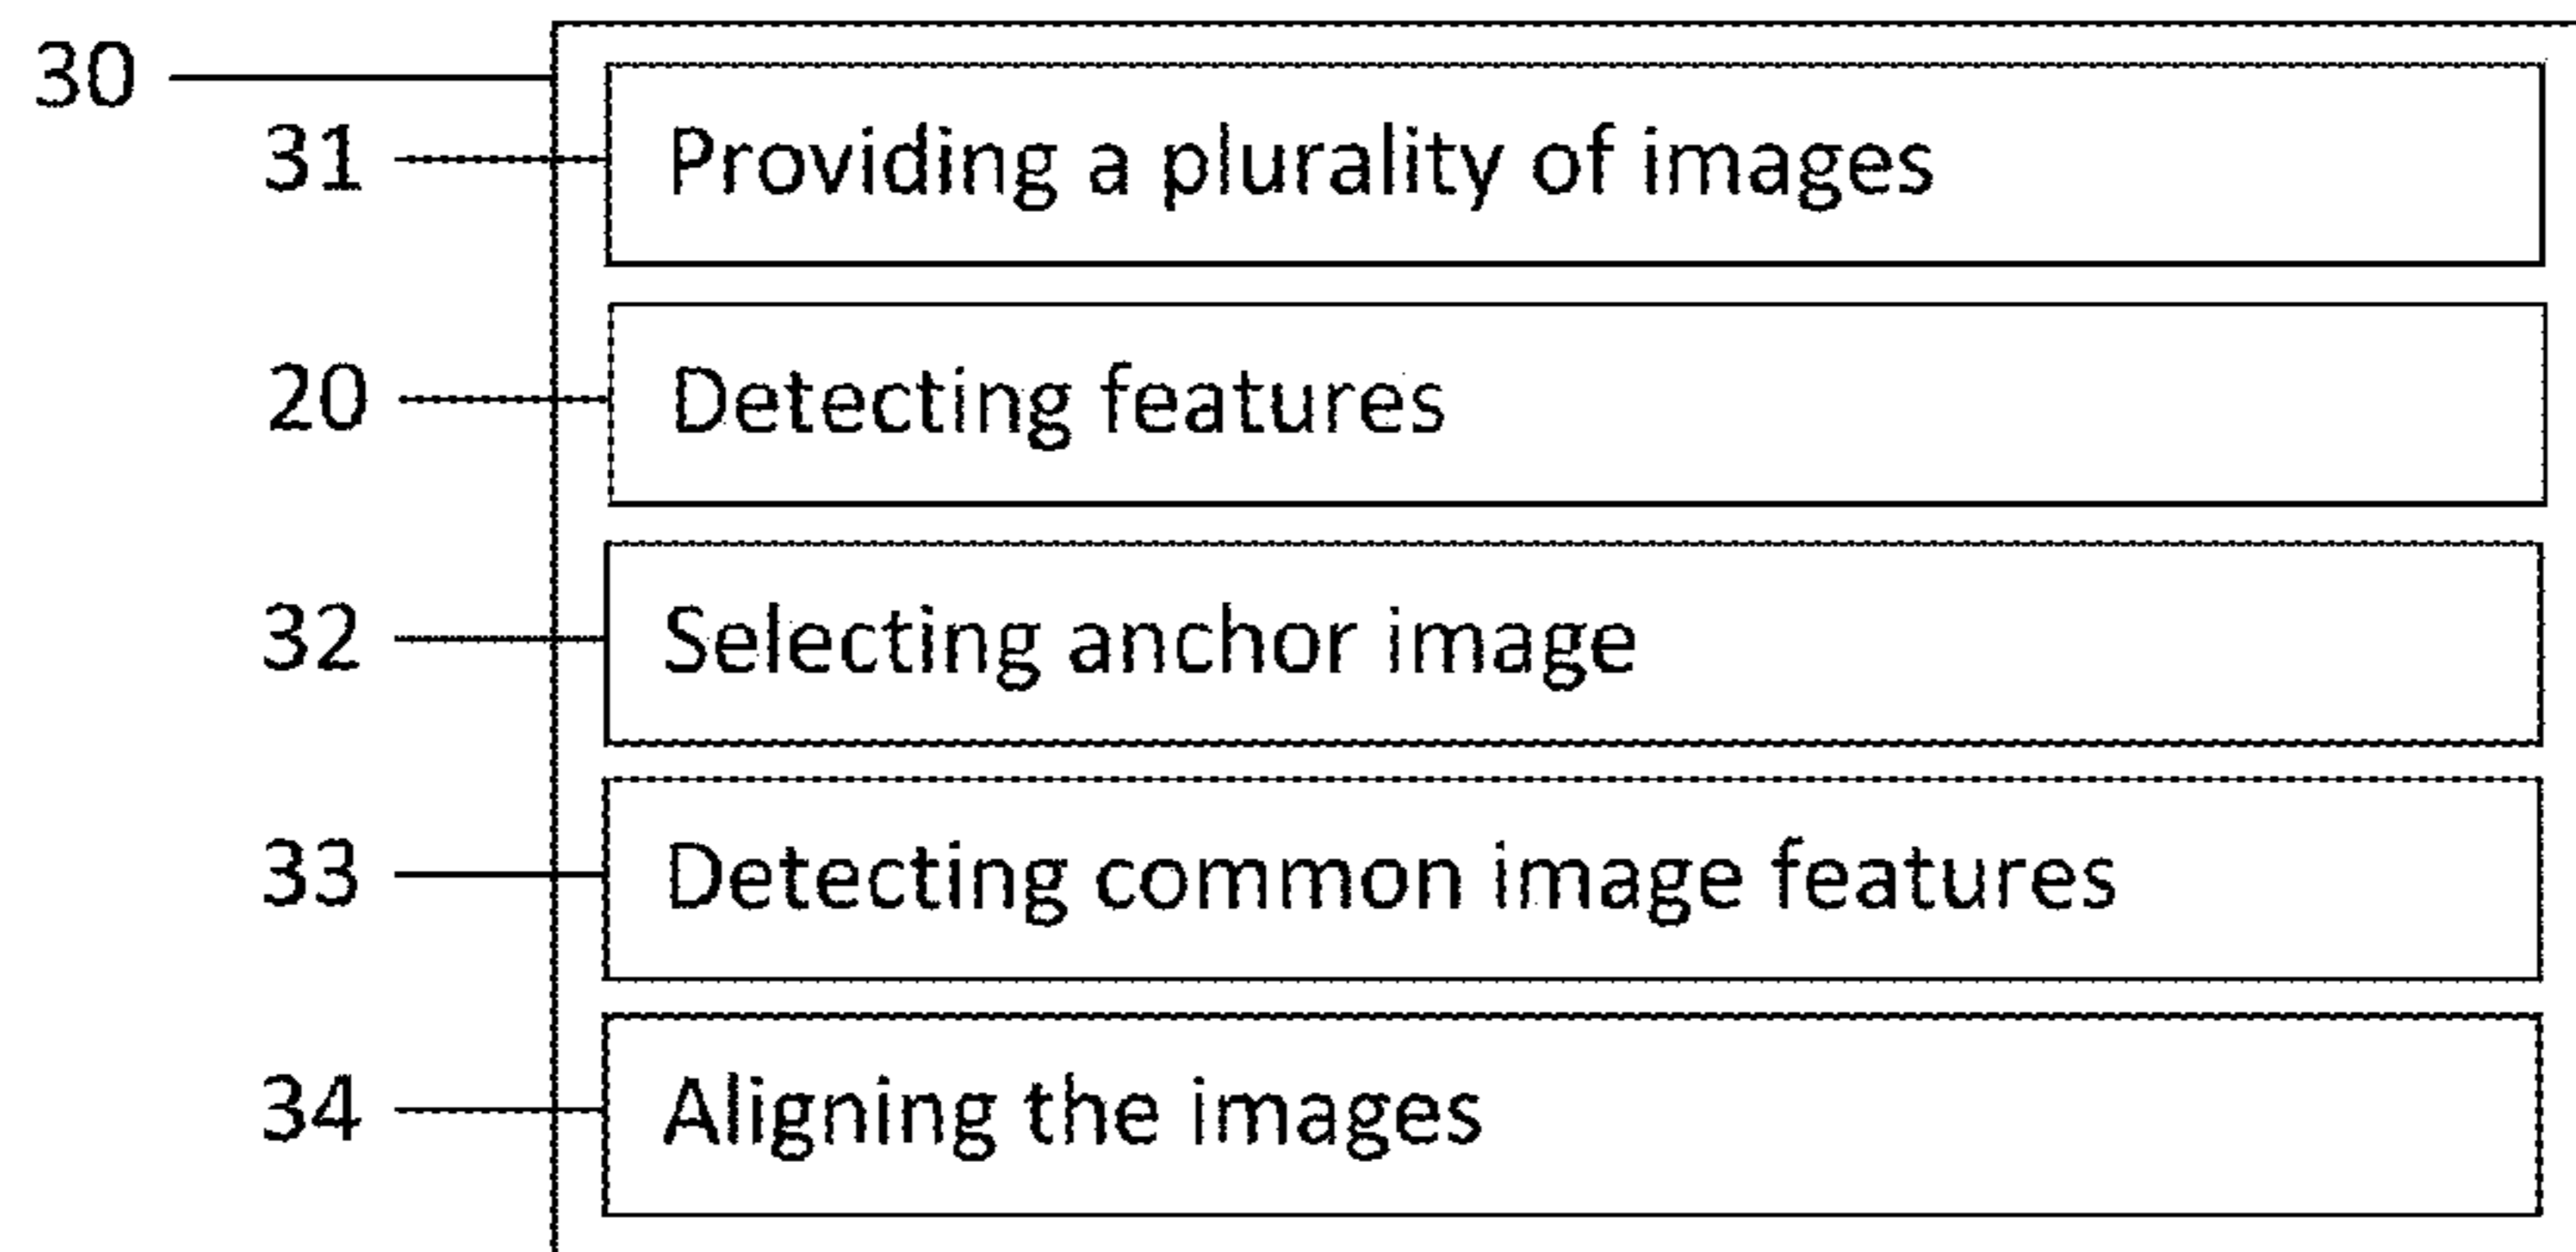 30
31 Providing a plurality of images
20 Detecting features
32 Selecting anchor image
33 Detecting common image features
34 Aligning the images